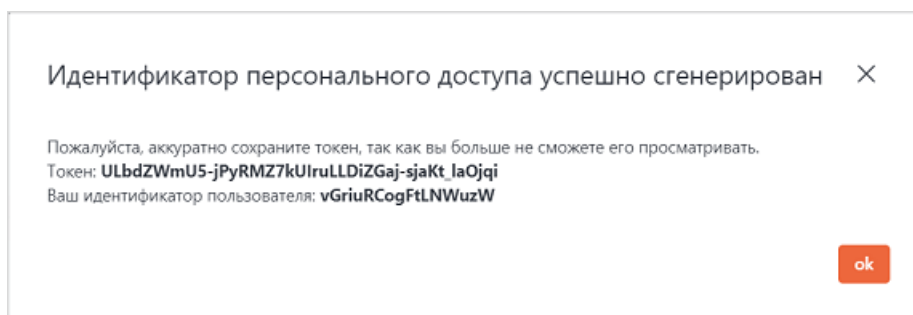 Идентификатор персонального доступа успешно сгенерирован
Пожалуйста, аккуратно сохраните токен, так как вы больше не сможете его просматривать.
Токен: ULbdZWmU5-jPyRMZ7kUIruLLDiZGaj-sjaKt_laOjqi
Ваш идентификатор пользователя: vGriuRCogFtLNWuzW
ok